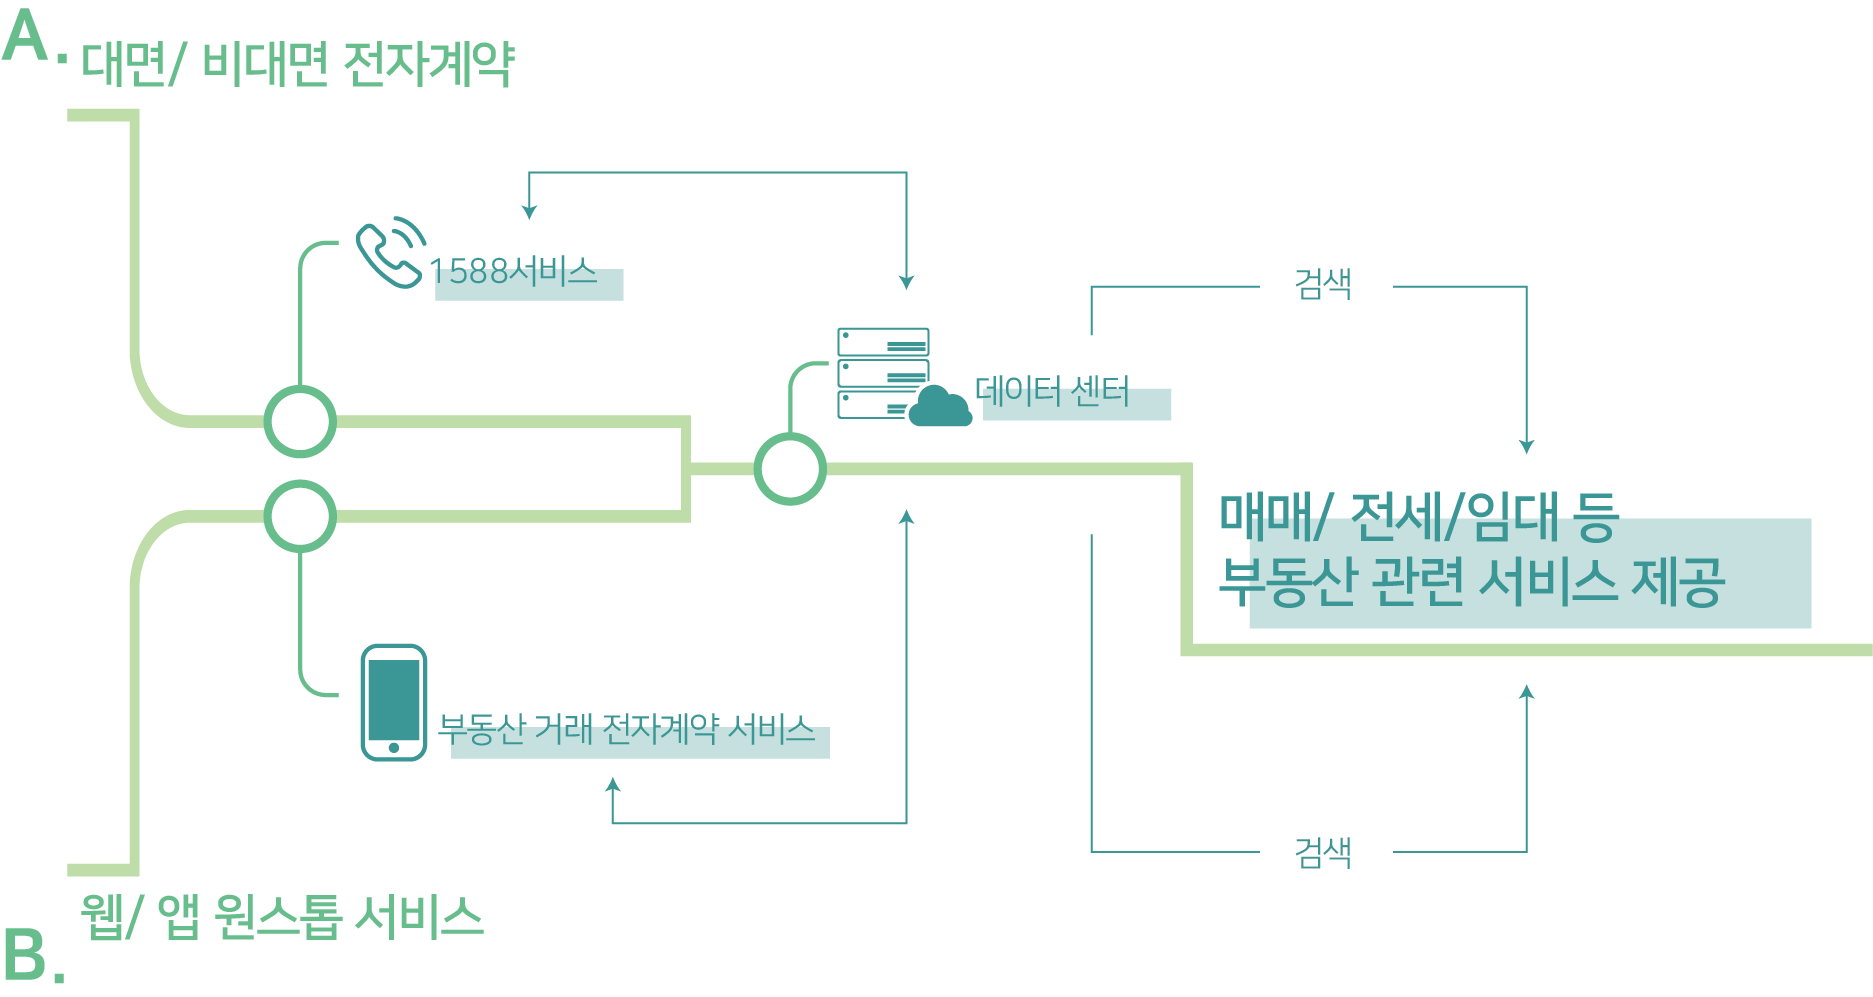 A. 대면/ 비대면 전자계약
1588서비스
검색
데이터 센터
매매/ 전세/임대 등
부동산 관련 서비스 제공
부동산 거래 전자계약 서비스
검색
B. 웹/ 앱 원스톱 서비스